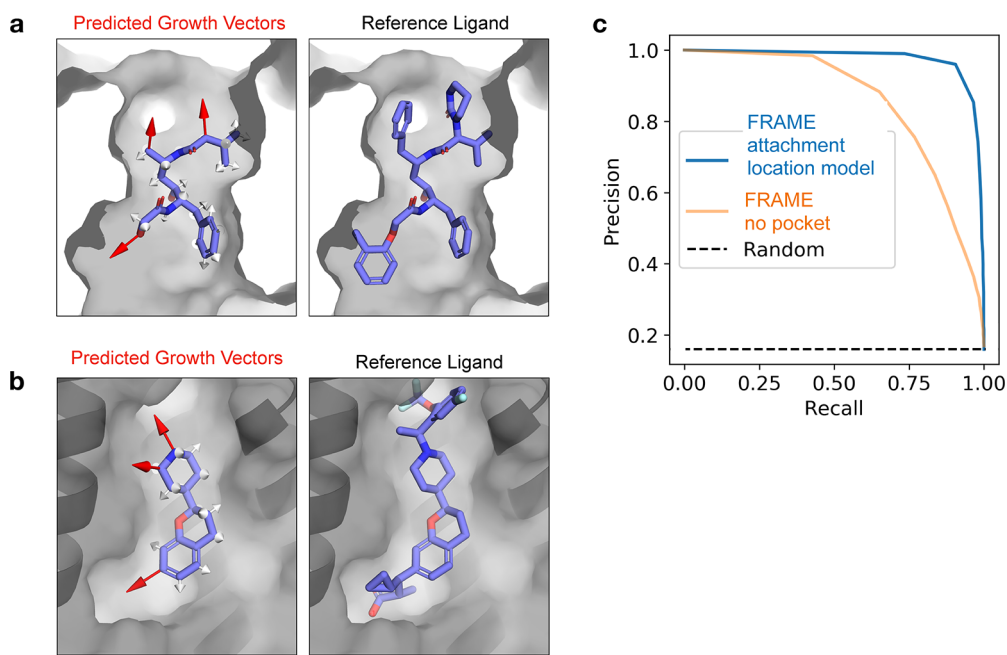 a
Predicted Growth Vectors
Reference Ligand
b
Predicted Growth Vectors
Reference Ligand
c
1.0
0.8
0.6
0.4
0.2
Precision
FRAME
attachment
location model
FRAME
no pocket
Random
0.00 0.25 0.50 0.75 1.00
Recall